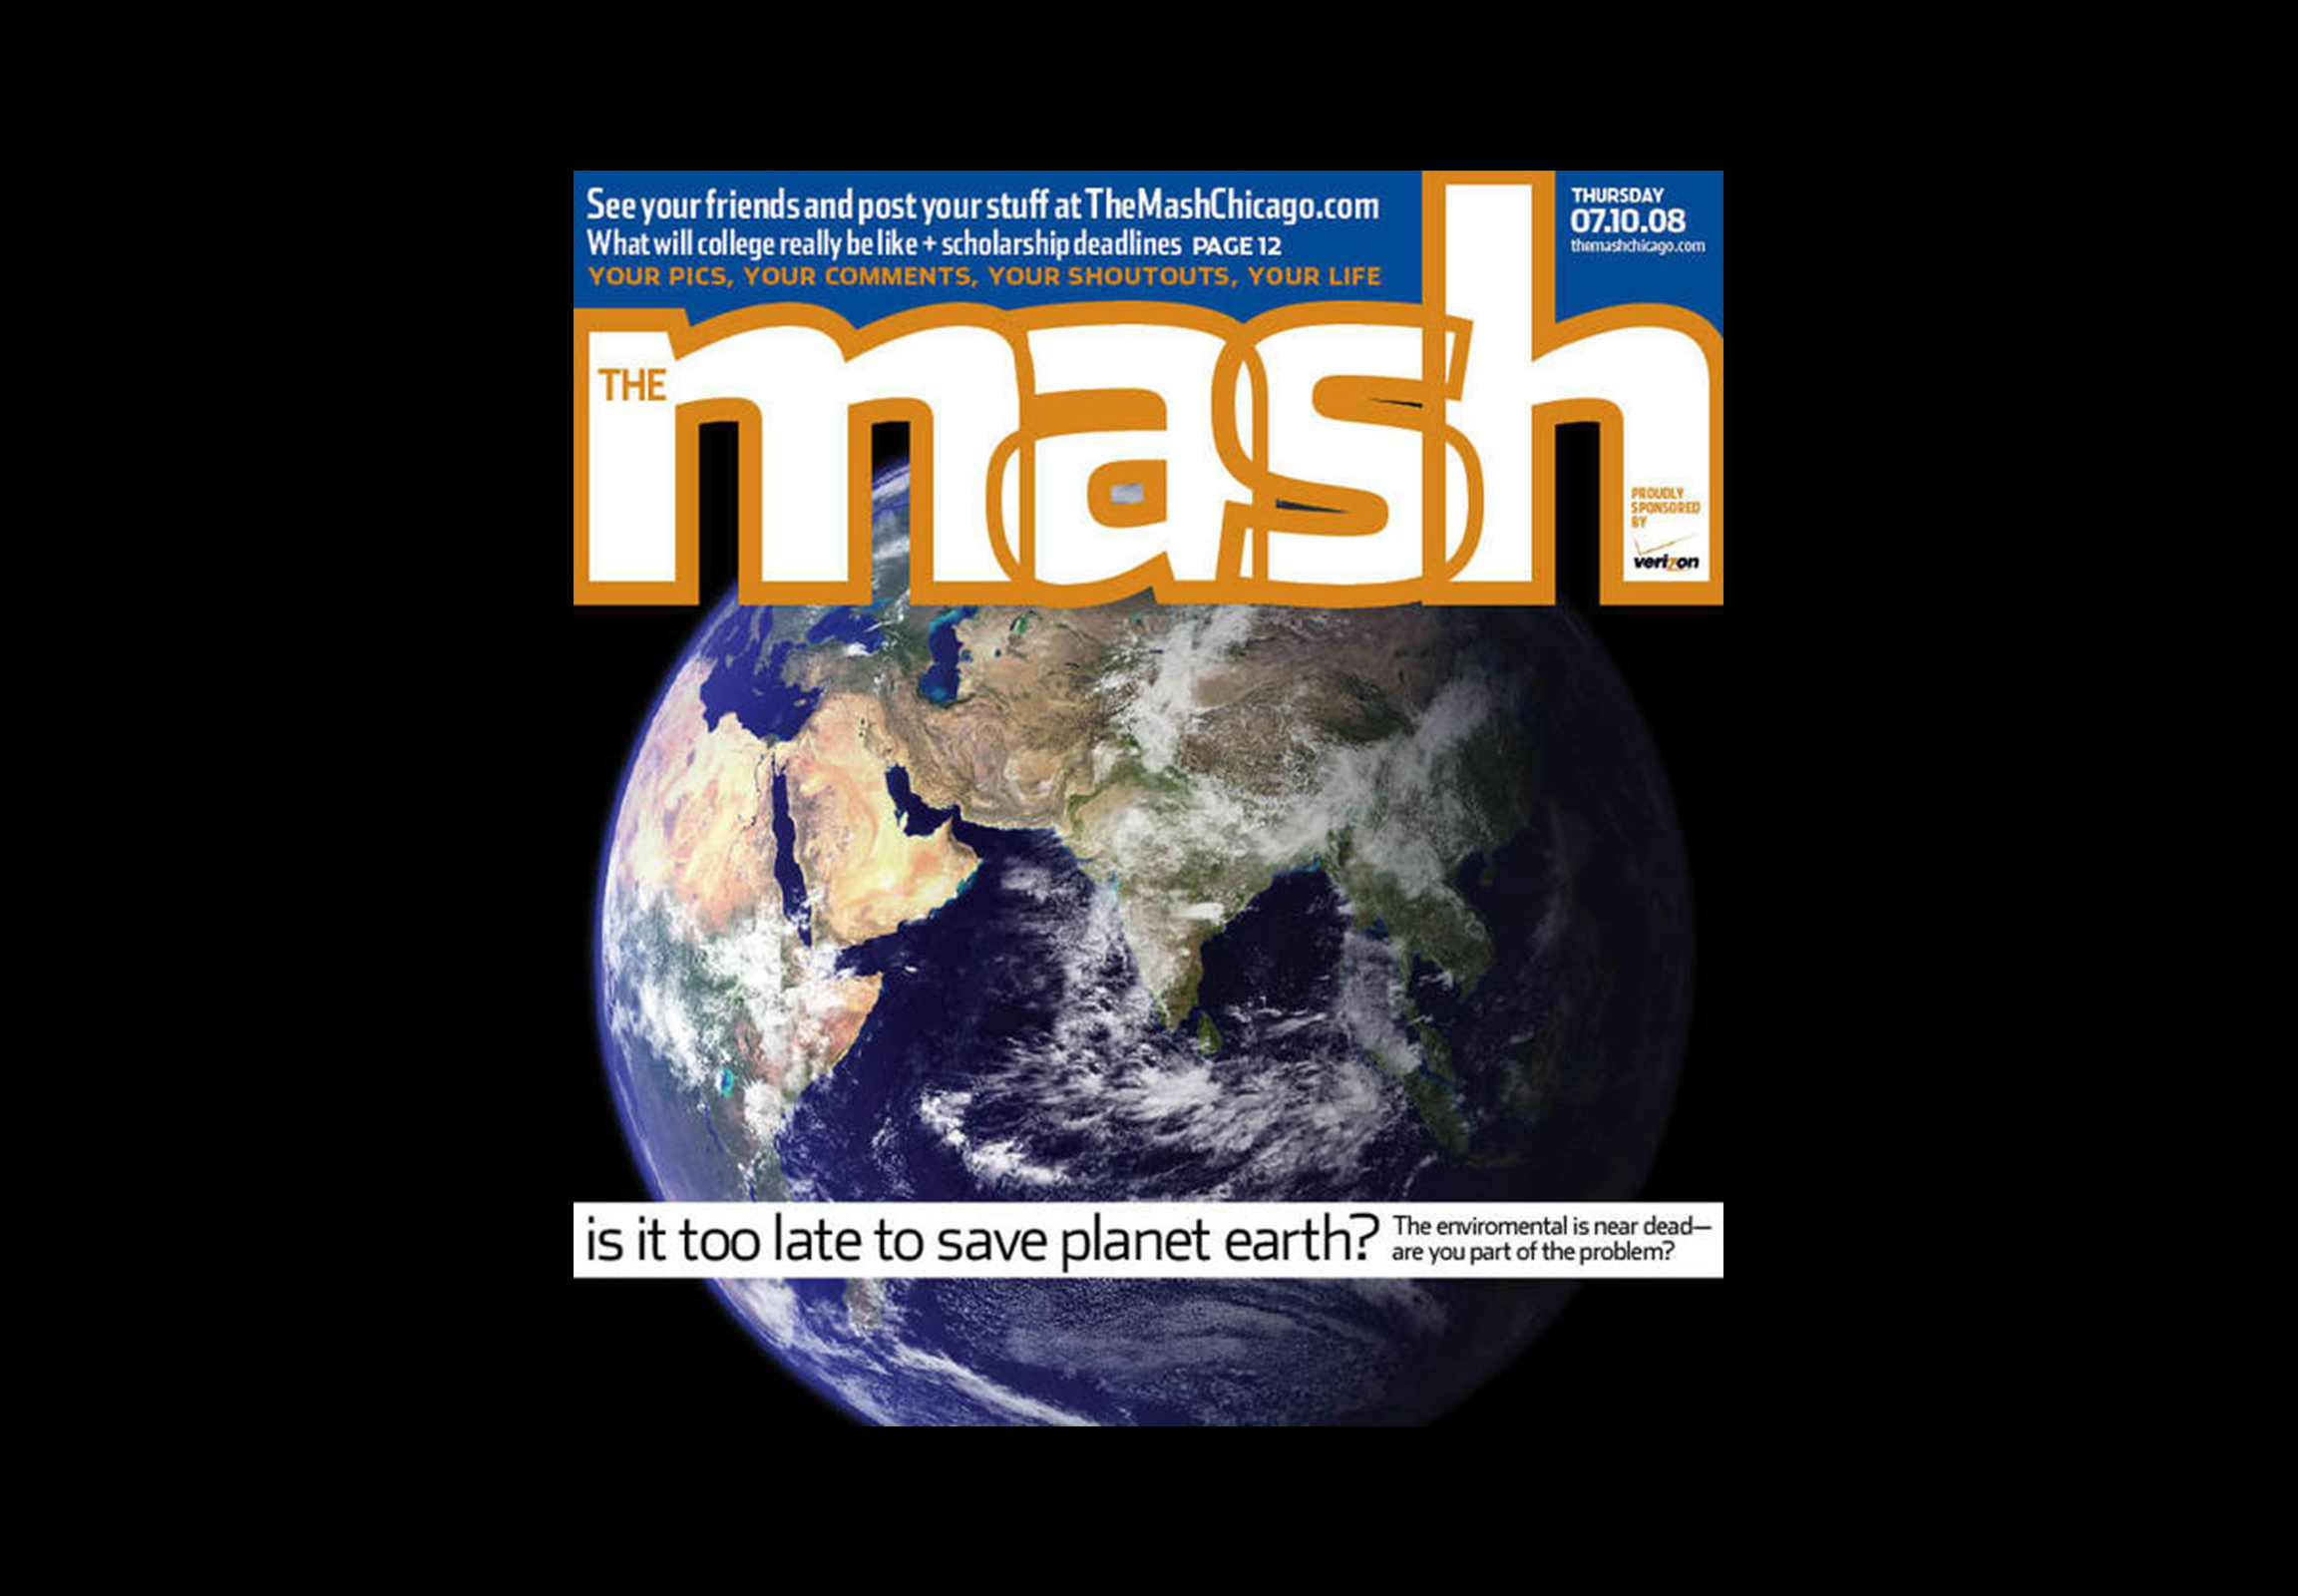 See your friends and post your stuff at TheMashChicago.com
What will college really be like + scholarship deadlines PAGE 12
YOUR PICS, YOUR COMMENTS, YOUR SHOUTOUTS, YOUR LIFE
THURSDAY
07.10.08
themashchicago.com
THE
mash
PROUDLY
SPONSORED
BY
verizon
is it too late to save planet earth?
The enviromental is near dead—
are you part of the problem?